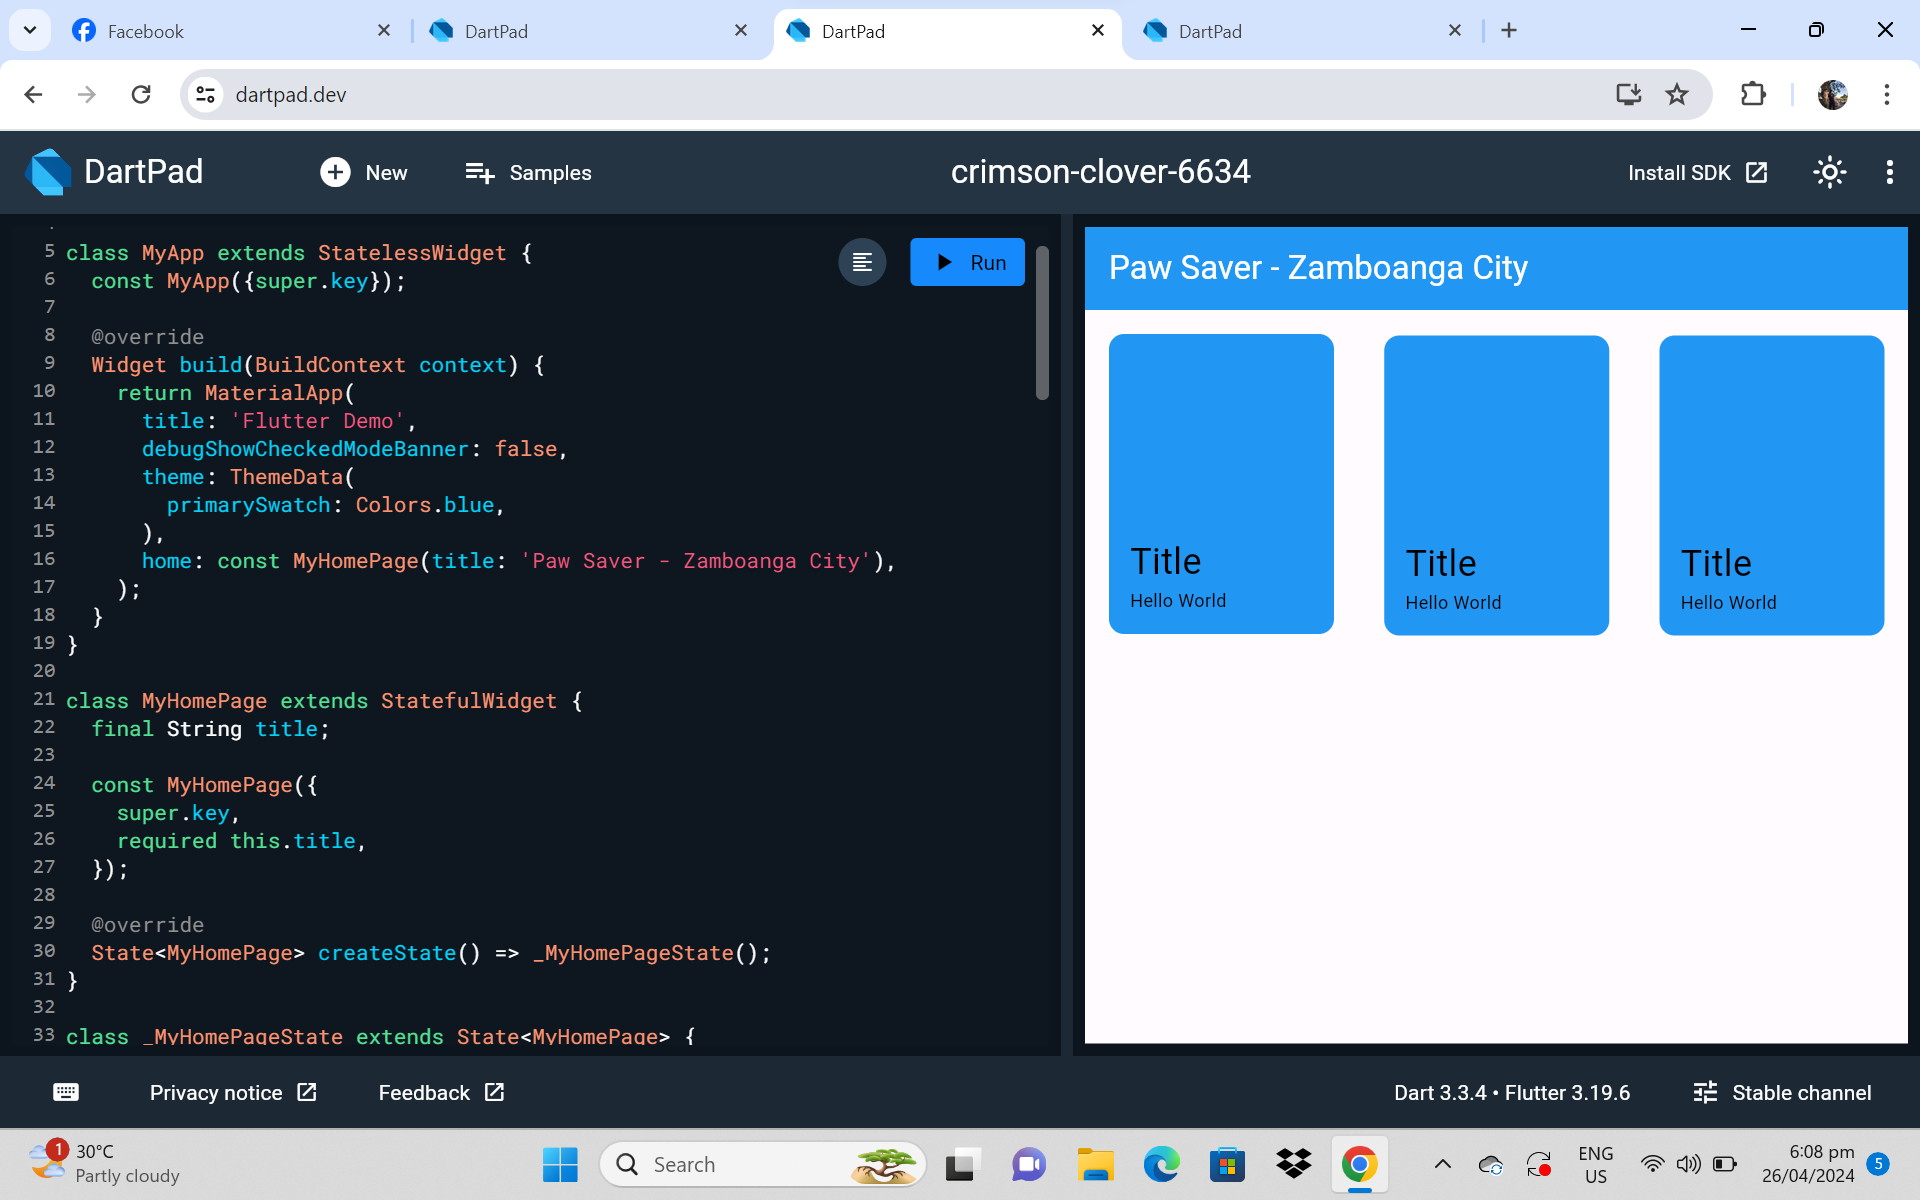 Facebook
DartPad
DartPad
DartPad
dartpad.dev
DartPad
New
Samples
crimson-clover-6634
Install SDK
5 class MyApp extends StatelessWidget {
6 const MyApp({super.key});
7
8 @override
9 Widget build(BuildContext context) {
10 return MaterialApp(
11 title: 'Flutter Demo',
12 debugShowCheckedModeBanner: false,
13 theme: ThemeData(
14 primarySwatch: Colors.blue,
15 ),
16 home: const MyHomePage(title: 'Paw Saver - Zamboanga City'),
17 );
18 }
19 }
20
21 class MyHomePage extends StatefulWidget {
22 final String title;
23
24 const MyHomePage({
25 super.key,
26 required this.title,
27 });
28
29 @override
30 State<MyHomePage> createState() => _MyHomePageState();
31 }
32
33 class _MyHomePageState extends State<MyHomePage> {
Run
Paw Saver - Zamboanga City
Title
Hello World
Title
Hello World
Title
Hello World
Privacy notice
Feedback
Dart 3.3.4 • Flutter 3.19.6
Stable channel
1
30°C
Partly cloudy
Search
ENG
US
6:08 pm
26/04/2024
5